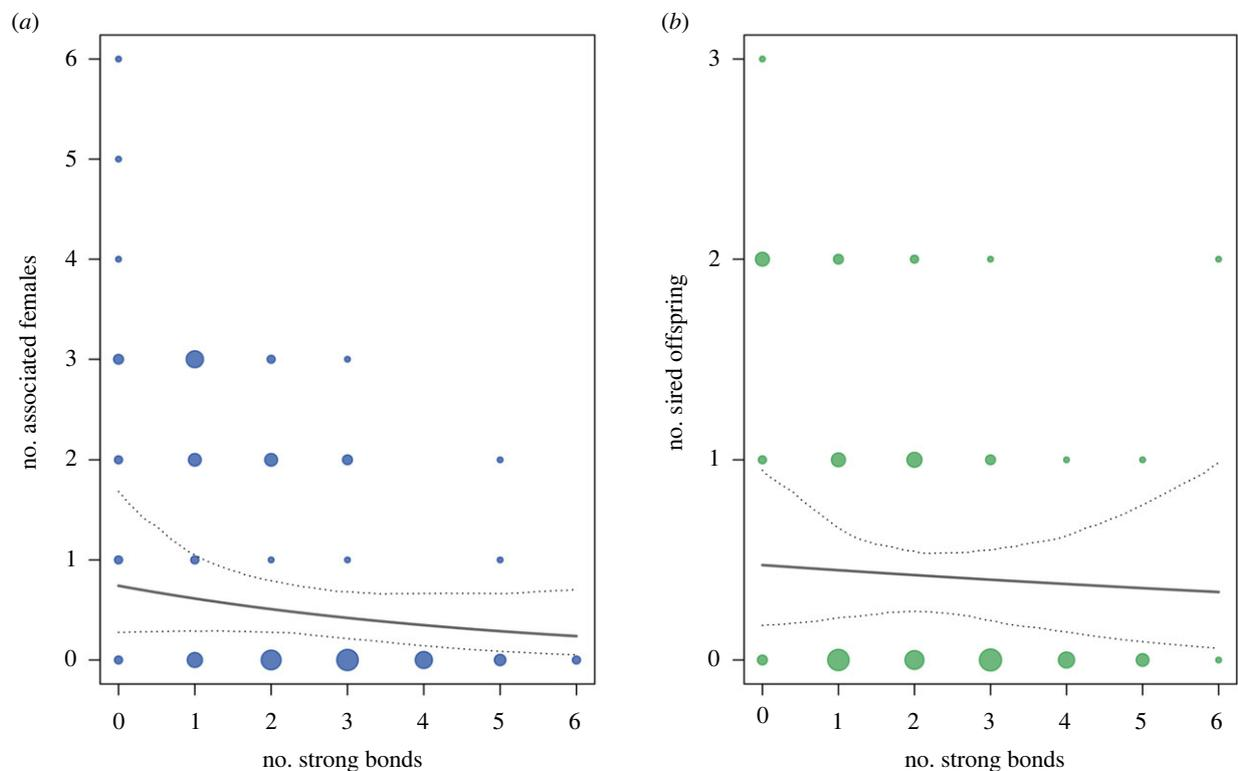 (a)
no. associated females
6
5
4
3
2
1
0
0 1 2 3 4 5 6
no. strong bonds
(b)
no. sired offspring
3
2
1
0
0 1 2 3 4 5 6
no. strong bonds